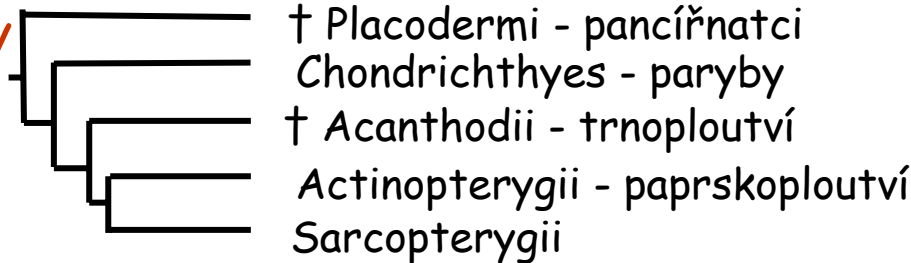 † Placodermi - pancířnatci
Chondrichthyes - paryby
† Acanthodii - trnoploutví
Actinopterygii - paprskoploutví
Sarcopterygii